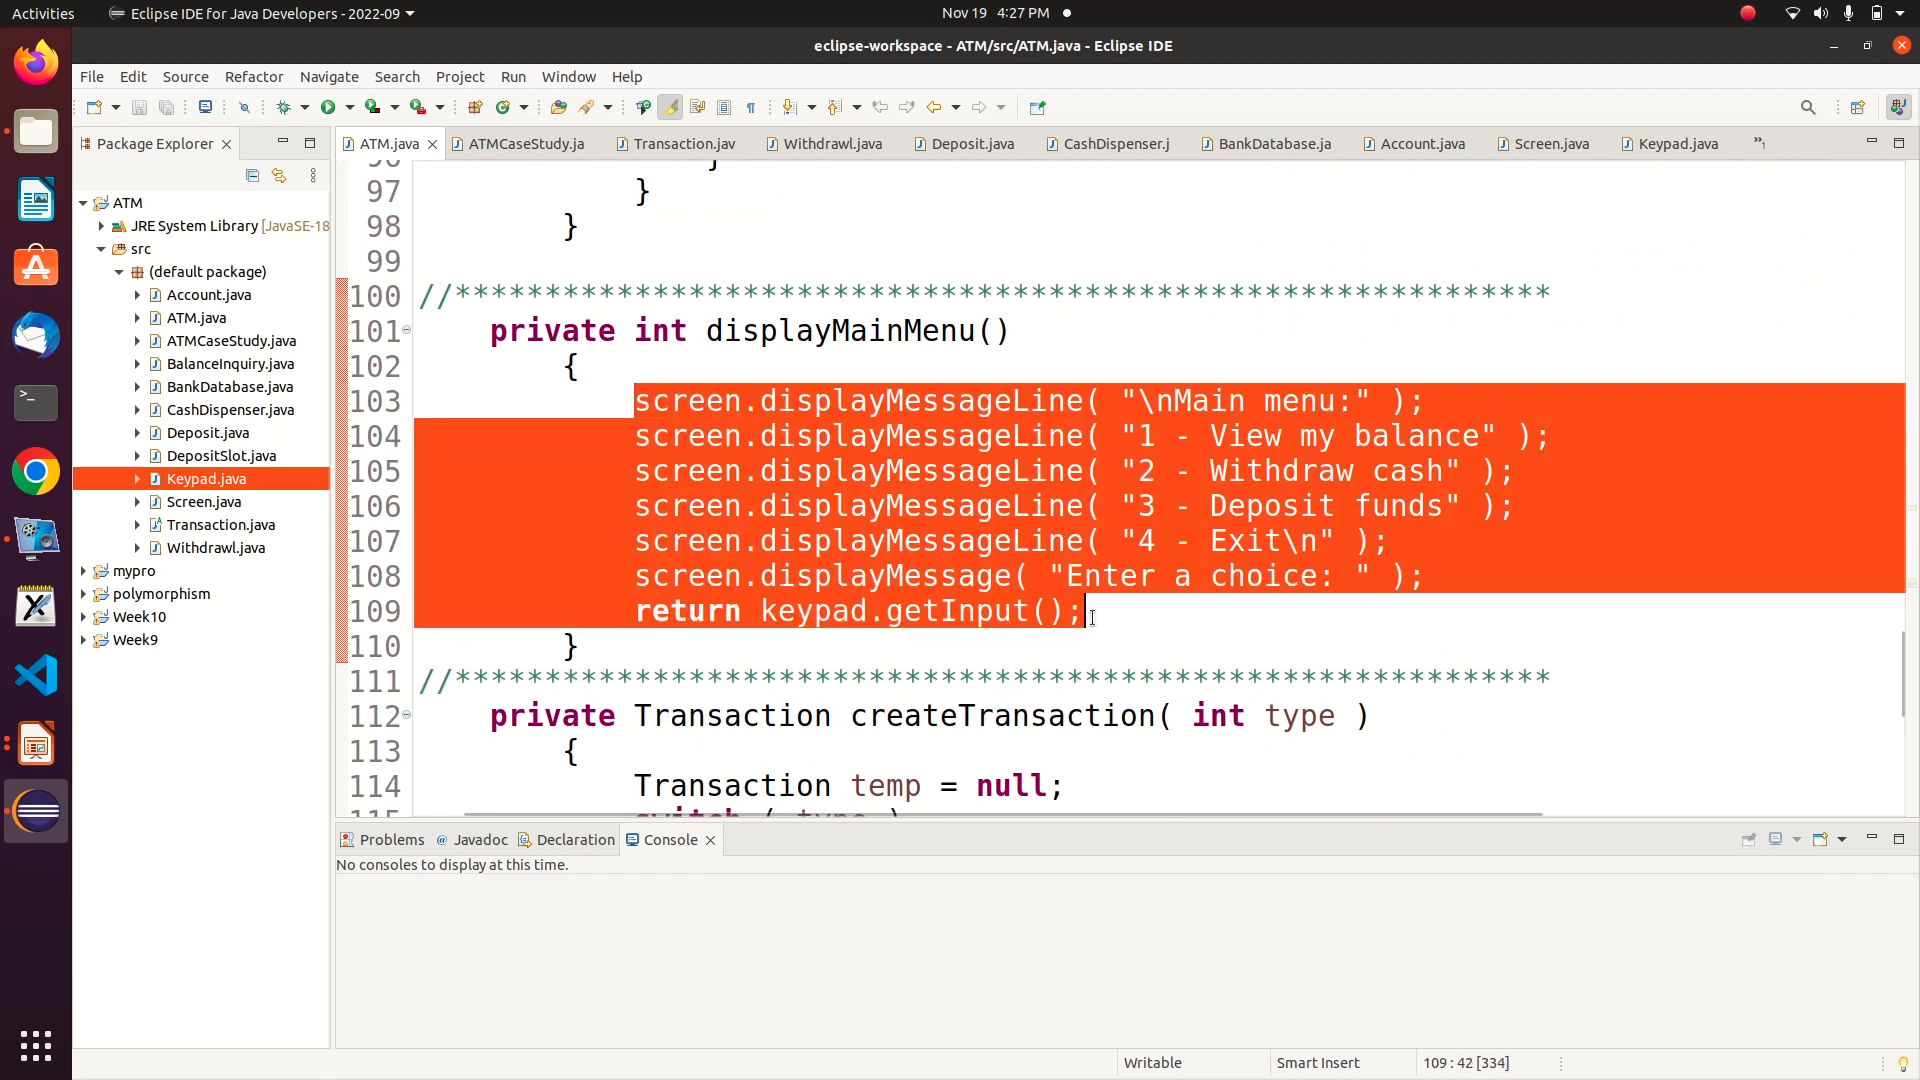 Activities
Eclipse IDE for Java Developers - 2022-09
Nov 19 4:27 PM
eclipse-workspace - ATM/src/ATM.java - Eclipse IDE
File Edit Source Refactor Navigate Search Project Run Window Help
Package Explorer
ATM.java
ATMCaseStudy.ja
Transaction.jav
Withdrawl.java
Deposit.java
CashDispenser.j
BankDatabase.ja
Account.java
Screen.java
Keypad.java
ATM
JRE System Library [JavaSE-18
src
(default package)
Account.java
ATM.java
ATMCaseStudy.java
BalanceInquiry.java
BankDatabase.java
CashDispenser.java
Deposit.java
DepositSlot.java
Keypad.java
Screen.java
Transaction.java
Withdrawl.java
mypro
polymorphism
Week10
Week9
97 }
98 }
99
100 //*************************************************************
101 private int displayMainMenu()
102 {
103 screen.displayMessageLine( "\nMain menu:" );
104 screen.displayMessageLine( "1 - View my balance" );
105 screen.displayMessageLine( "2 - Withdraw cash" );
106 screen.displayMessageLine( "3 - Deposit funds" );
107 screen.displayMessageLine( "4 - Exit\n" );
108 screen.displayMessage( "Enter a choice: " );
109 return keypad.getInput();
110 }
111 //*************************************************************
112 private Transaction createTransaction( int type )
113 {
114 Transaction temp = null;
Problems
Javadoc
Declaration
Console
No consoles to display at this time.
Writable
Smart Insert
109 : 42 [334]